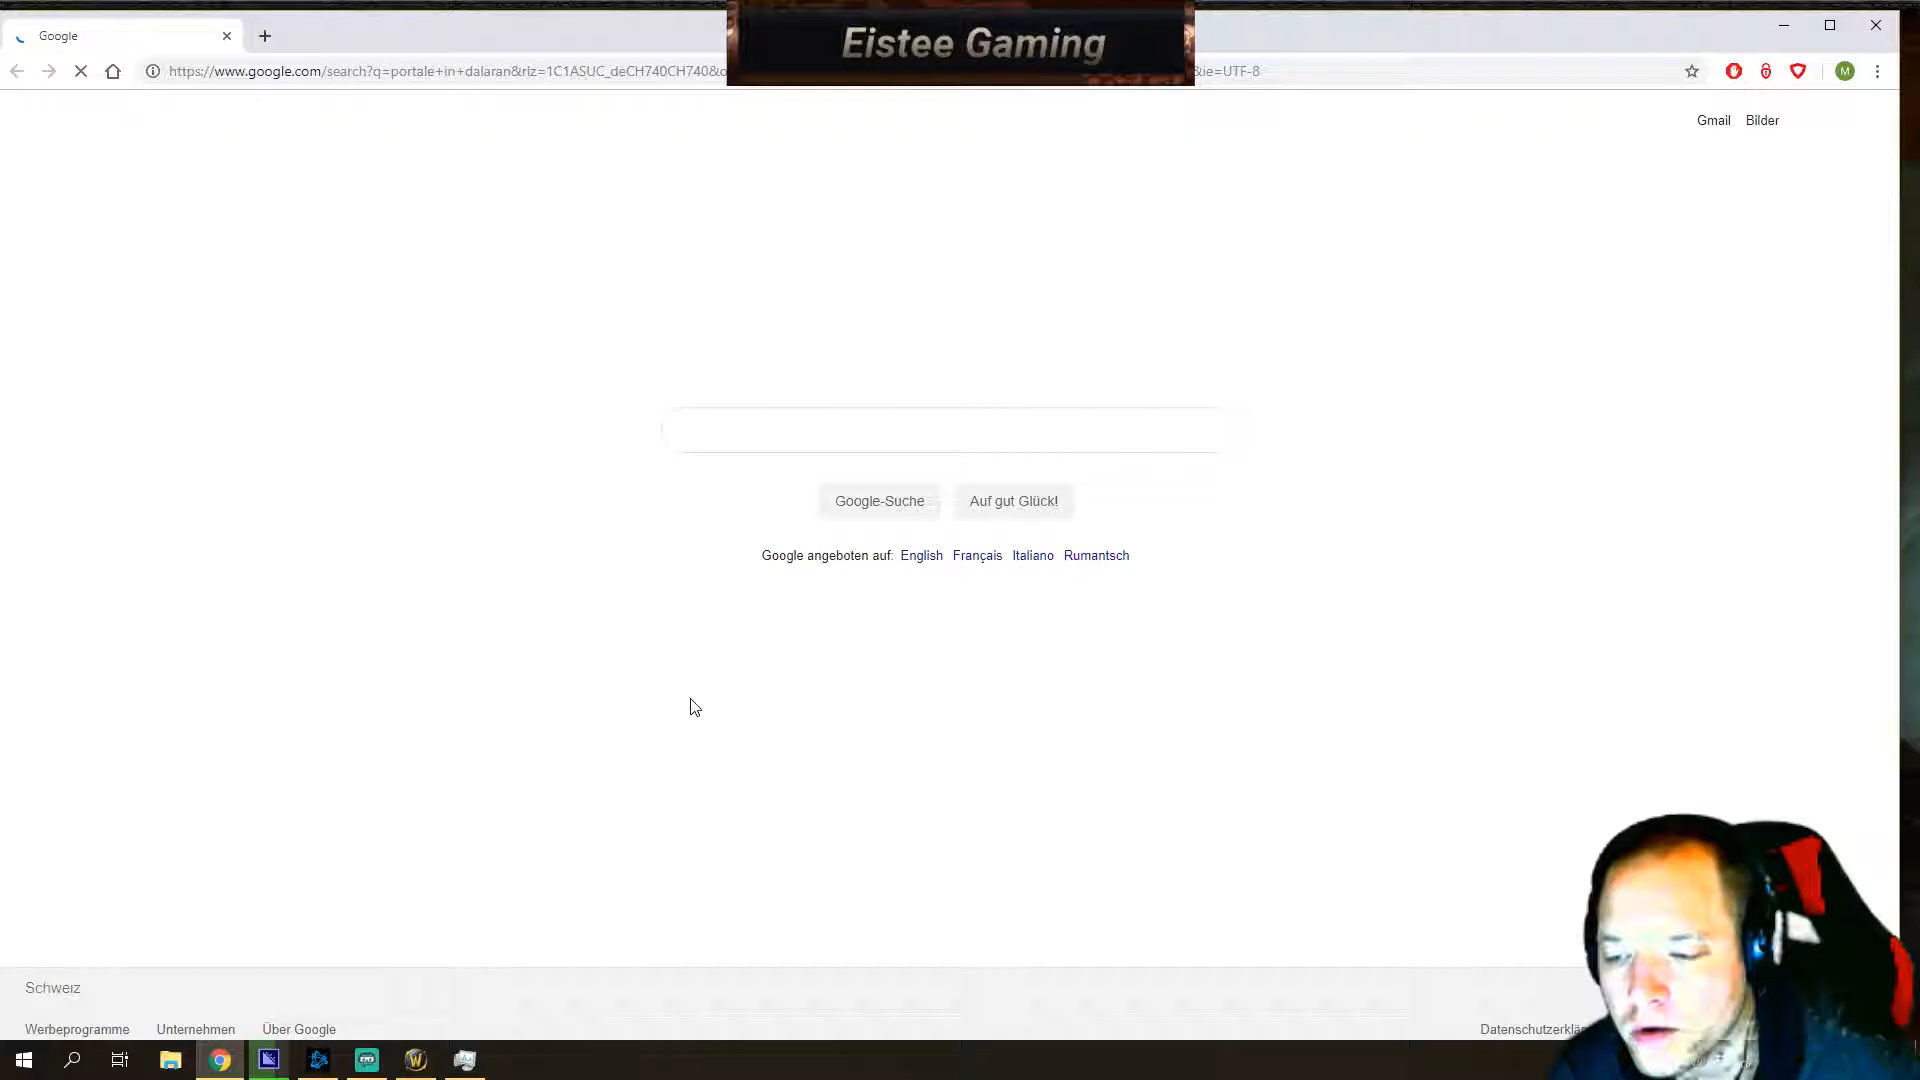 Eistee Gaming
Google
https://www.google.com/search?q=portale+in+dalaran&rlz=1C1ASUC_deCH740CH740&
&ie=UTF-8
M
Gmail Bilder
Google-Suche Auf gut Glück!
Google angeboten auf: English Français Italiano Rumantsch
Schweiz
Werbeprogramme Unternehmen Über Google
W